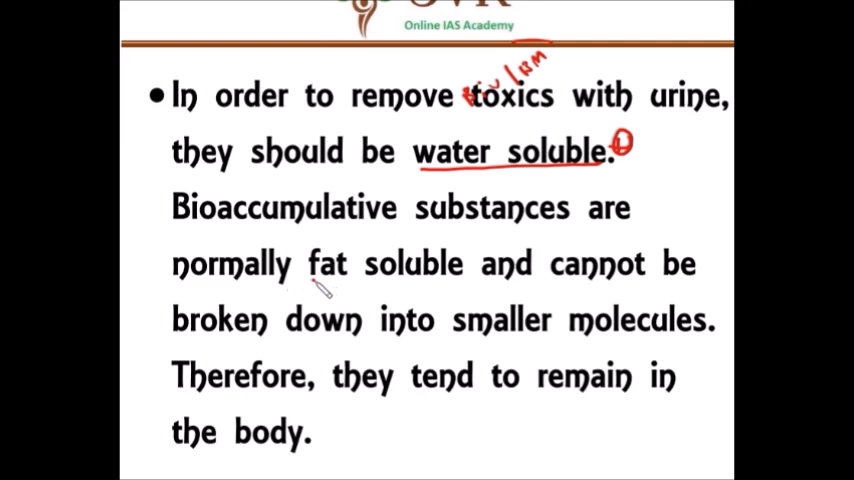 Online IAS Academy
• In order to remove toxics with urine,
they should be water soluble.
Bioaccumulative substances are
normally fat soluble and cannot be
broken down into smaller molecules.
Therefore, they tend to remain in
the body.